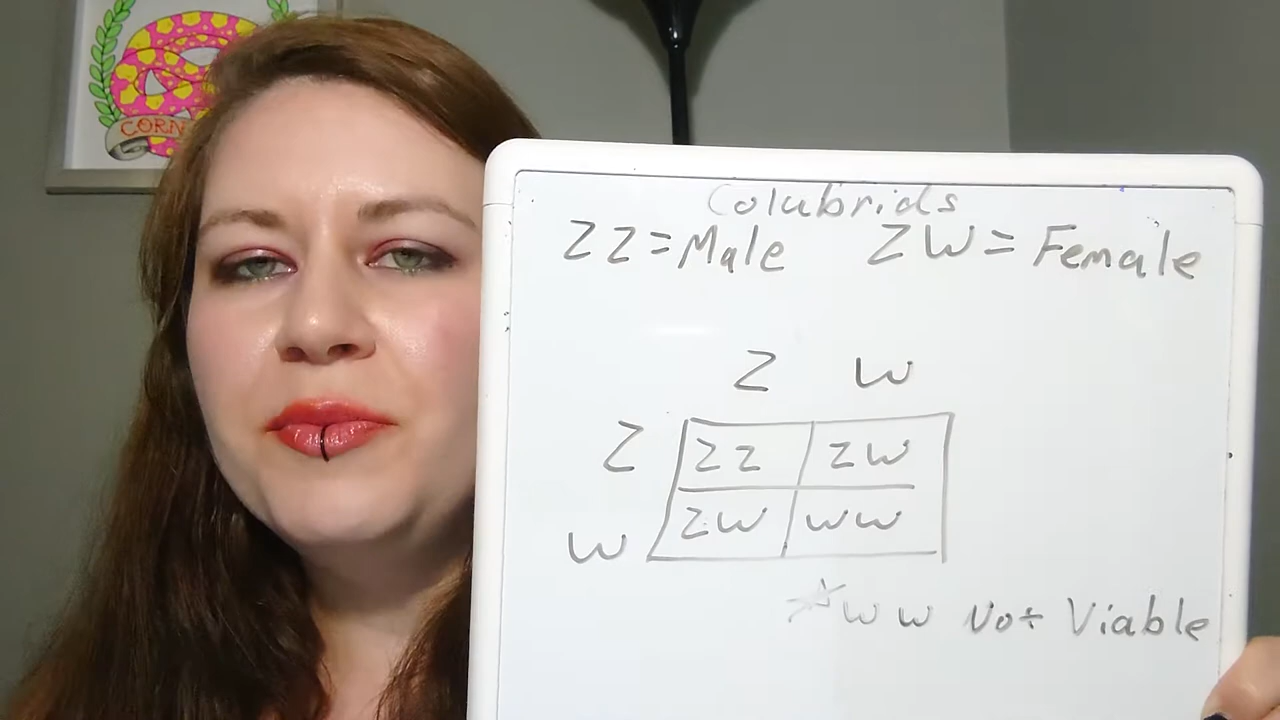 CORN
Colubrids
ZZ = Male ZW = Female
Z W
Z ZZ ZW
W ZW WW
*WW Not Viable